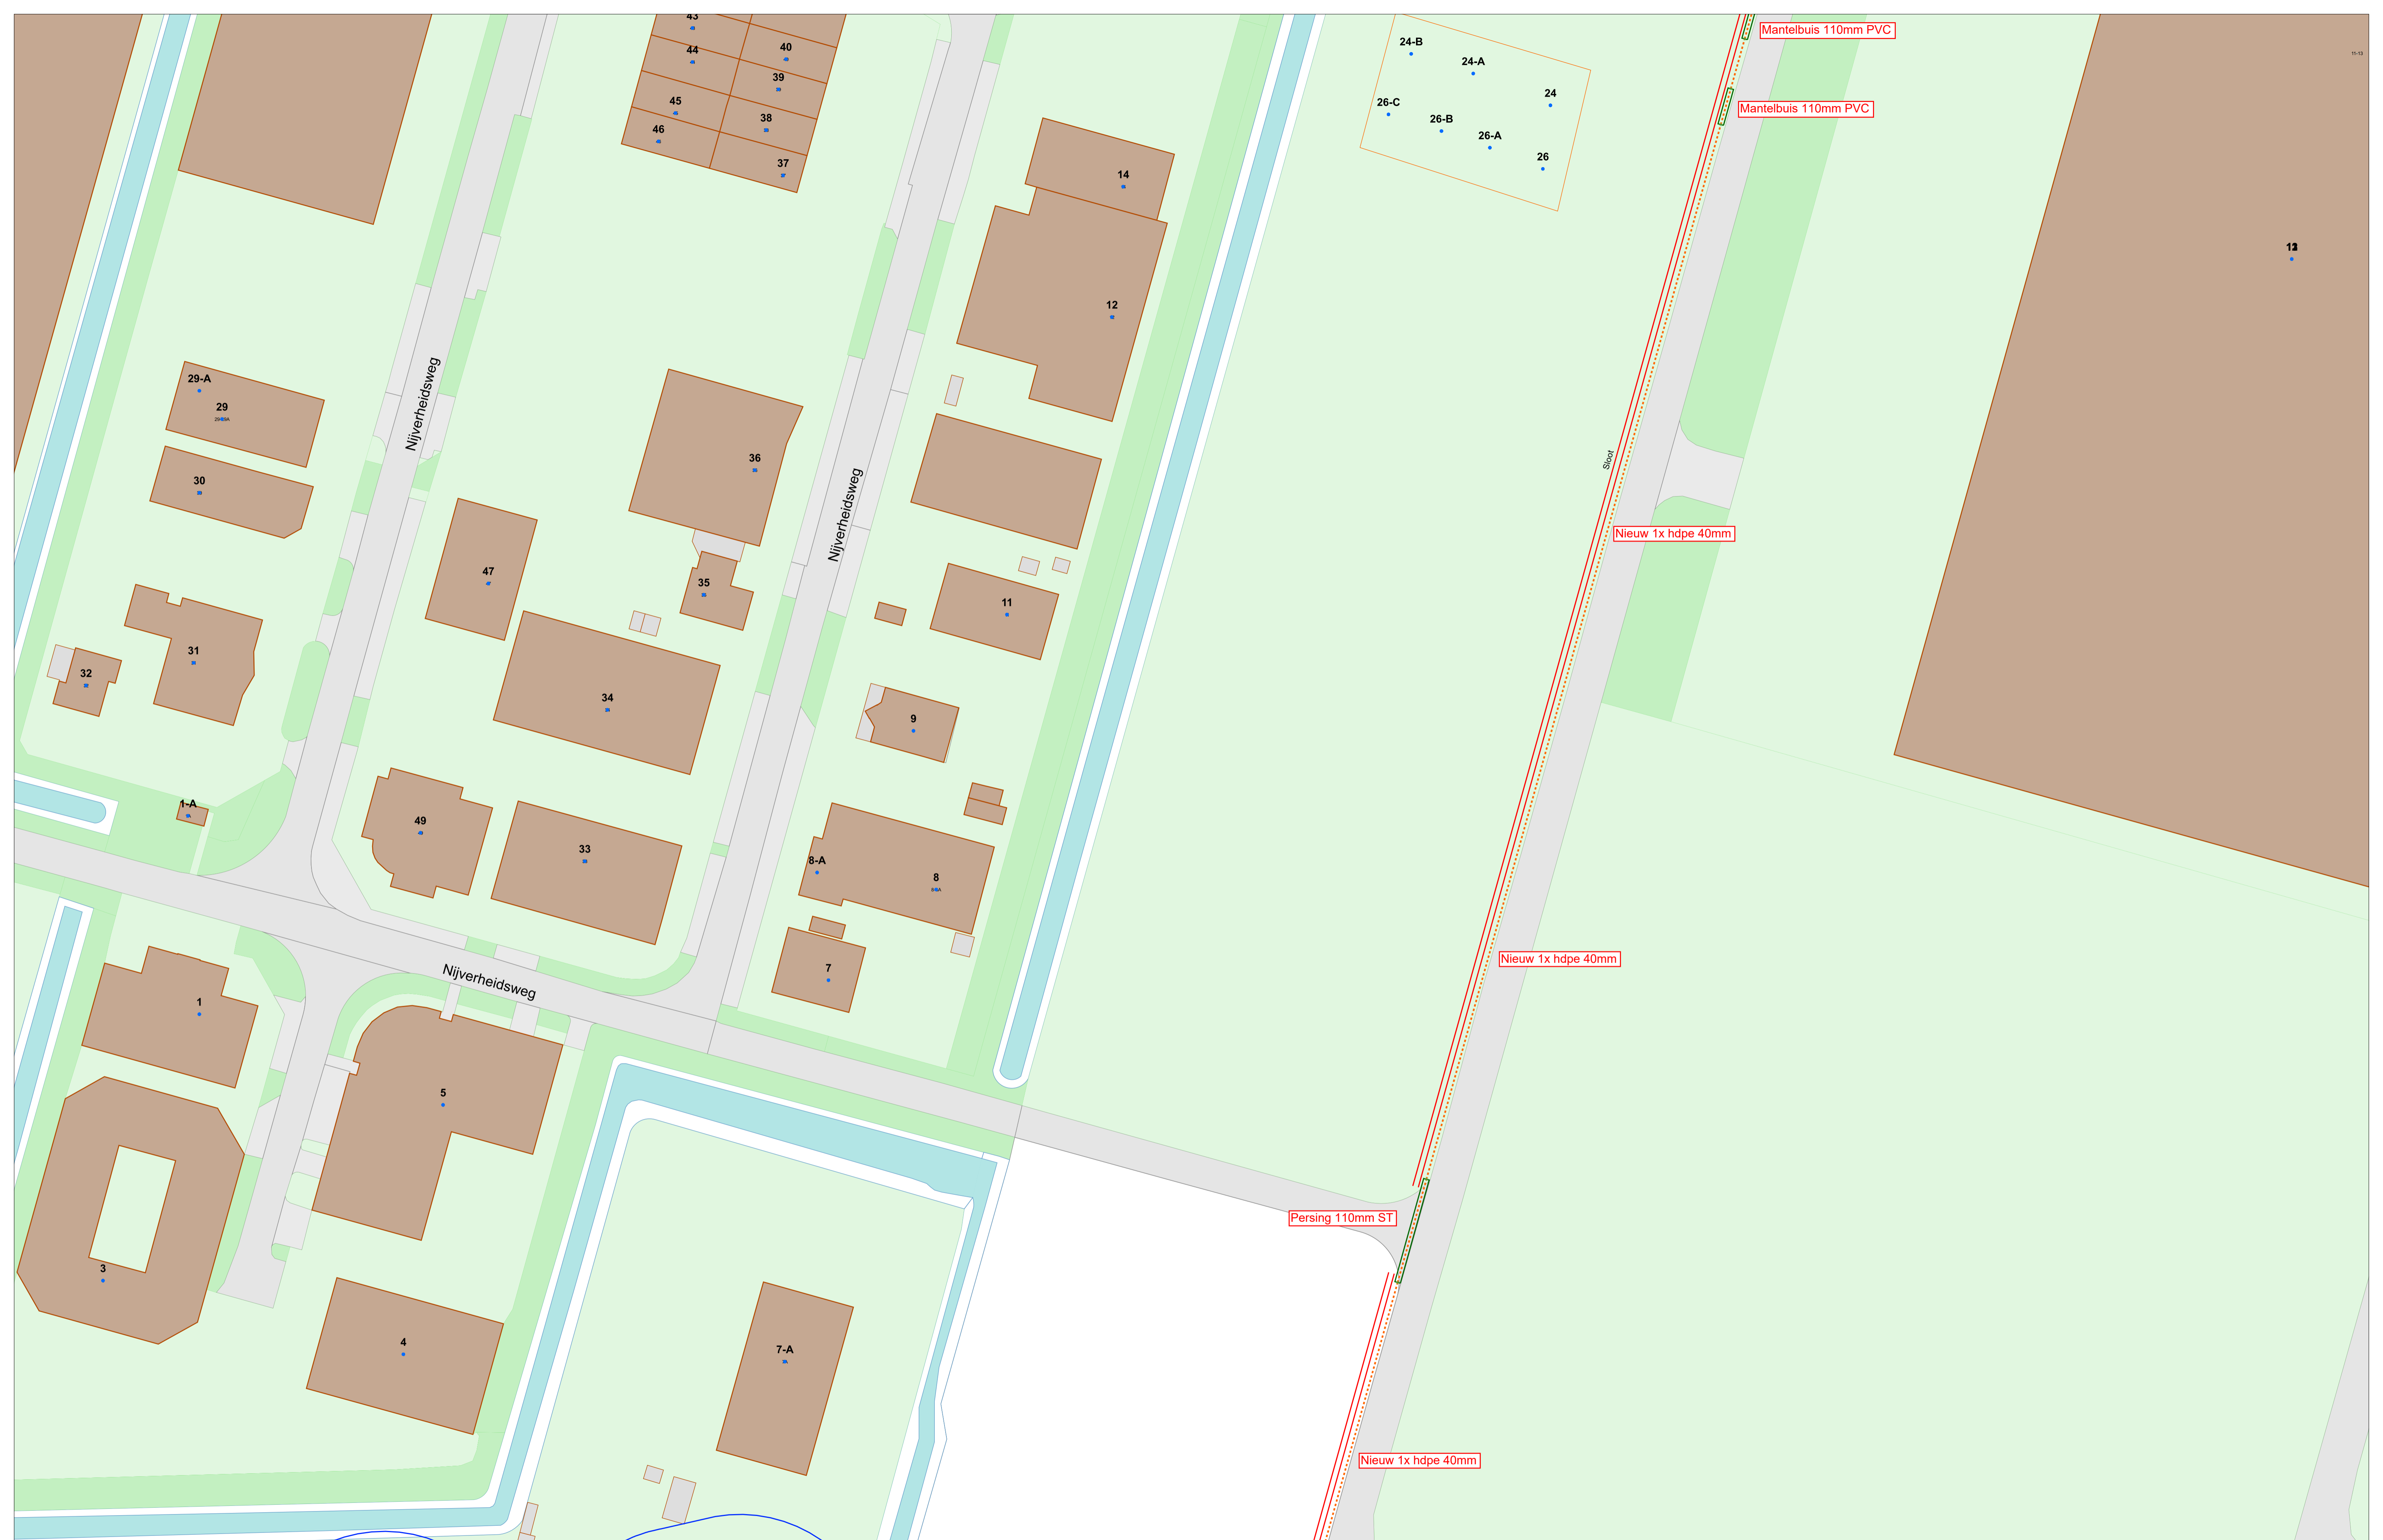 43
44
40
39
45
38
46
37
24-B
24-A
24
26-C
26-B
26-A
26
Mantelbuis 110mm PVC
Mantelbuis 110mm PVC
11-13
14
12
29-A
29
30
31
32
1-A
Nijverheidsweg
36
47
35
34
49
33
Nijverheidsweg
11
9
8-A
8
7
Sloot
Nieuw 1x hdpe 40mm
Nieuw 1x hdpe 40mm
Nijverheidsweg
1
5
3
4
7-A
Persing 110mm ST
Nieuw 1x hdpe 40mm